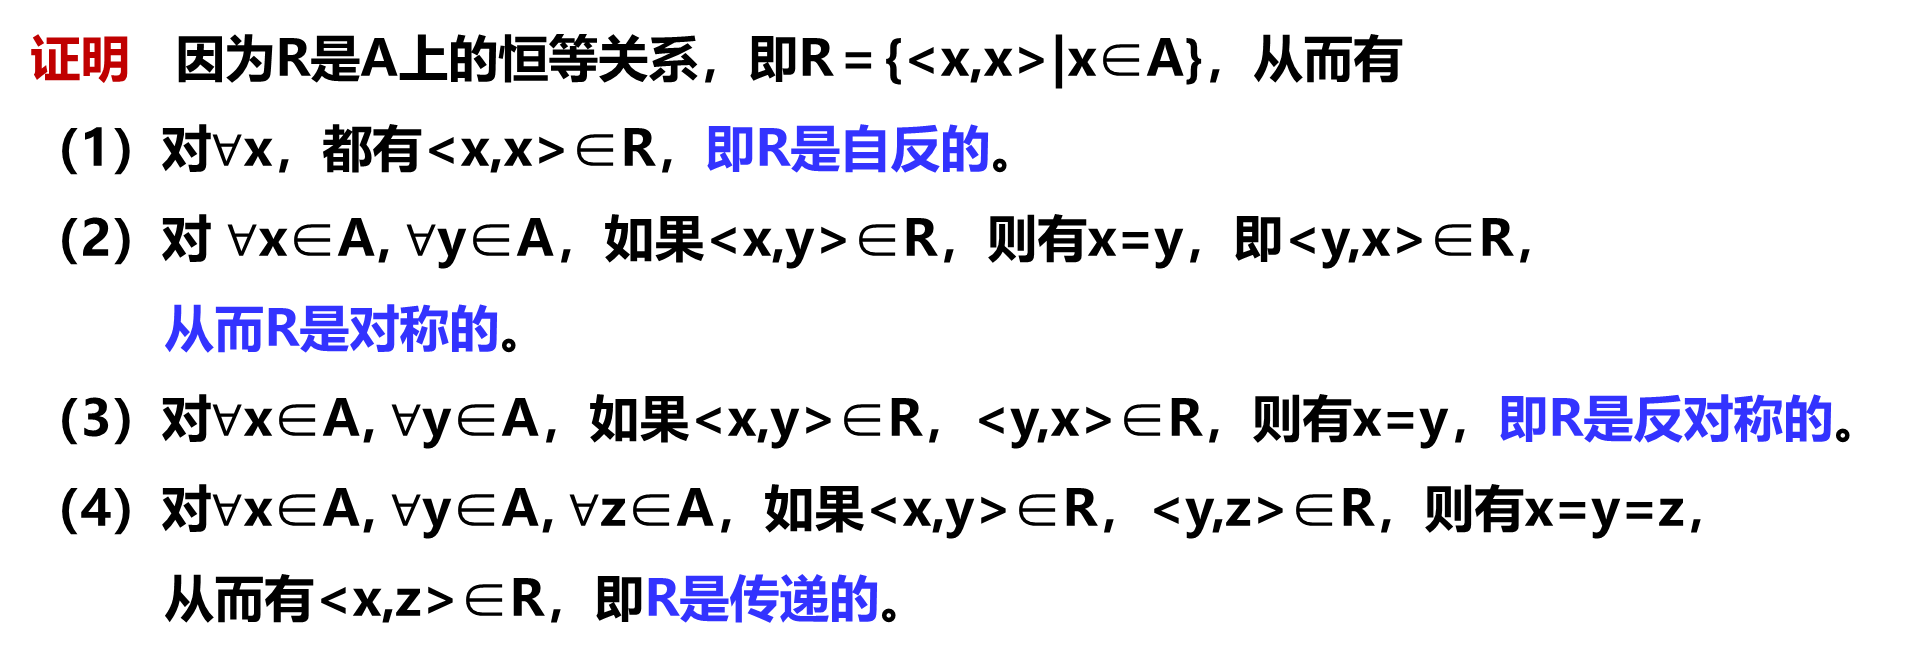 证明 因为R是A上的恒等关系，即R = {<x,x>|x∈A}，从而有
（1）对∀x，都有<x,x>∈R，即R是自反的。
（2）对 ∀x∈A, ∀y∈A，如果<x,y>∈R，则有x=y，即<y,x>∈R，
从而R是对称的。
（3）对∀x∈A, ∀y∈A，如果<x,y>∈R，<y,x>∈R，则有x=y，即R是反对称的。
（4）对∀x∈A, ∀y∈A, ∀z∈A，如果<x,y>∈R，<y,z>∈R，则有x=y=z，
从而有<x,z>∈R，即R是传递的。